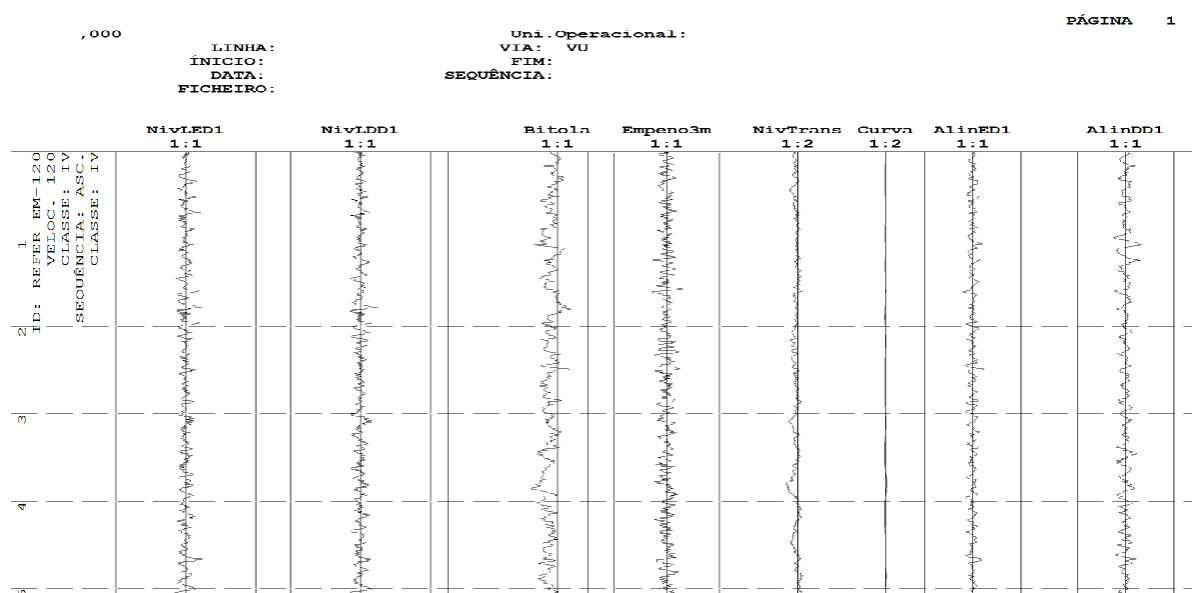 PÁGINA 1
,000 Uni.Operacional:
LINHA: VIA: VU
ÍNICIO: FIM:
DATA: SEQUÊNCIA:
FICHEIRO:
NivLED1 NivLDD1 Bitola Empeno3m NivTrans Curva AlinED1 AlinDD1
1:1 1:1 1:1 1:1 1:2 1:2 1:1 1:1
ID: REFER EM-120
VELOC. 120
CLASSE: IV
SEQUÊNCIA: ASC.
CLASSE: IV
1
2
3
4